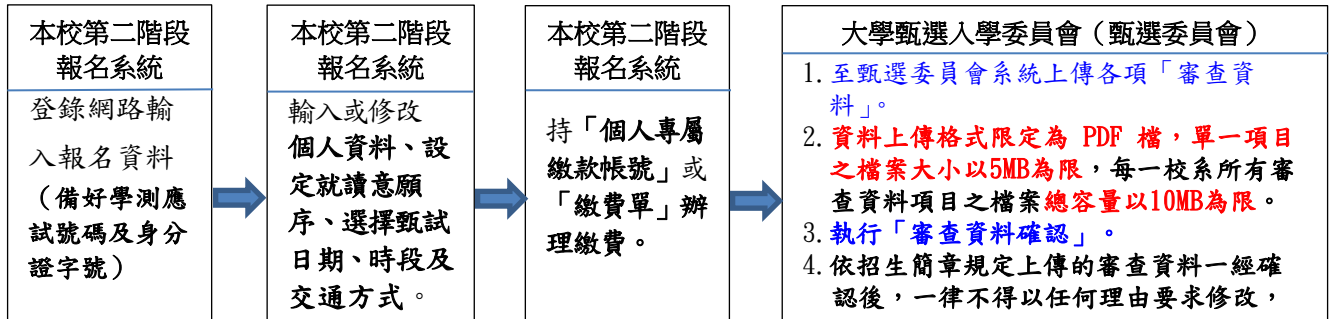 本校第二階段
報名系統
登錄網路輸
入報名資料
（備好學測應
試號碼及身分
證字號）
本校第二階段
報名系統
輸入或修改
個人資料、設
定就讀意願
序、選擇甄試
日期、時段及
交通方式。
本校第二階段
報名系統
持「個人專屬
繳款帳號」或
「繳費單」辦
理繳費。
大學甄選入學委員會（甄選委員會）
1.至甄選委員會系統上傳各項「審查資
料」。
2.資料上傳格式限定為 PDF 檔，單一項目
之檔案大小以5MB為限，每一校系所有審
查資料項目之檔案總容量以10MB為限。
3.執行「審查資料確認」。
4.依招生簡章規定上傳的審查資料一經確
認後，一律不得以任何理由要求修改，